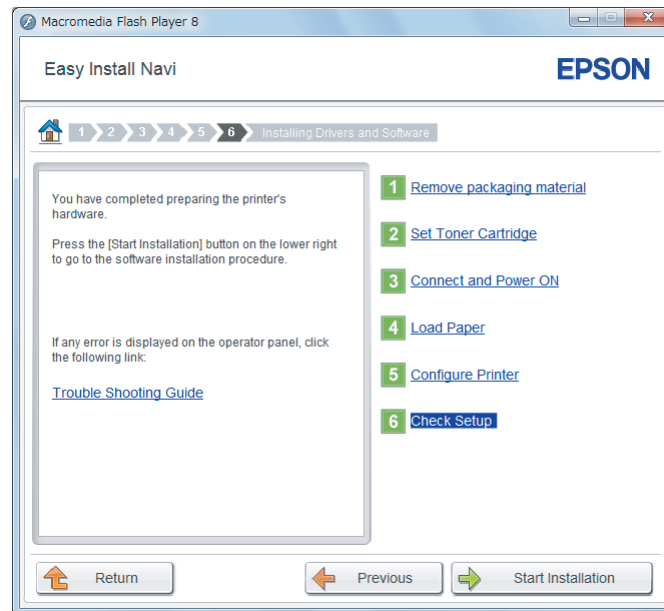 Macromedia Flash Player 8
Easy Install Navi
EPSON
1 2 3 4 5 6 Installing Drivers and Software
You have completed preparing the printer's
hardware.
Press the [Start Installation] button on the lower right
to go to the software installation procedure.
If any error is displayed on the operator panel, click
the following link:
Trouble Shooting Guide
1 Remove packaging material
2 Set Toner Cartridge
3 Connect and Power ON
4 Load Paper
5 Configure Printer
6 Check Setup
Return
Previous
Start Installation